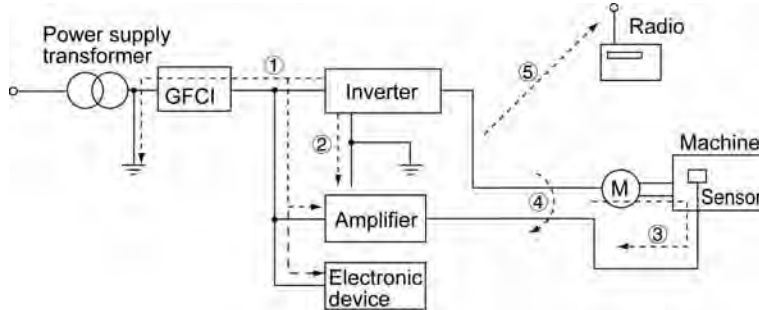 Power supply
transformer
GFCI
①
Inverter
②
Amplifier
Electronic
device
⑤
Radio
④
M
Machine
Sensor
③